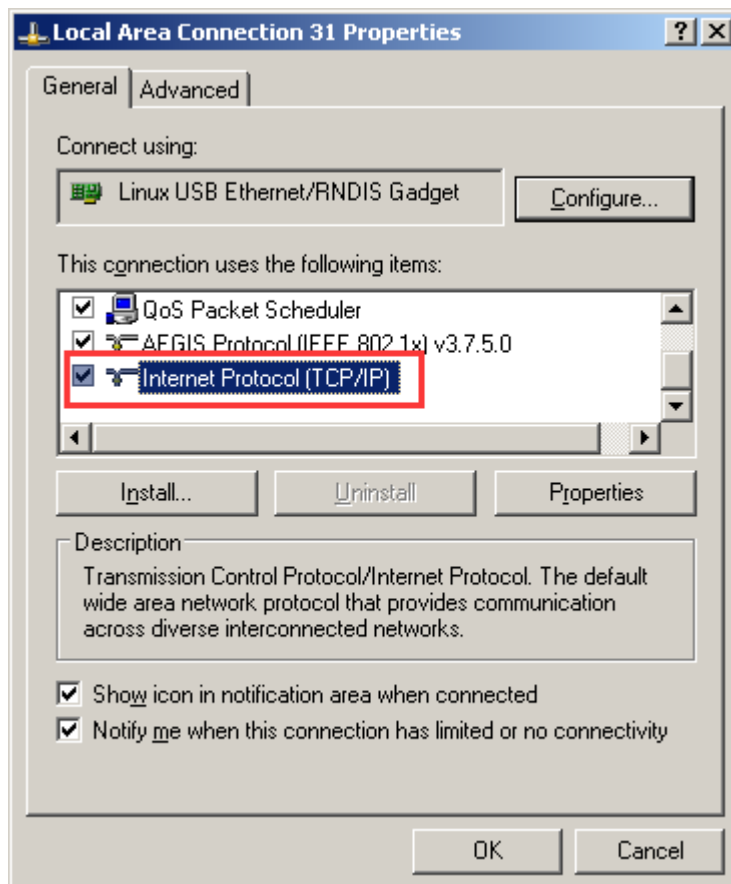 Local Area Connection 31 Properties
General Advanced
Connect using:
Linux USB Ethernet/RNDIS Gadget Configure...
This connection uses the following items:
QoS Packet Scheduler
AEGIS Protocol (IEEE 802.1x) v3.7.5.0
Internet Protocol (TCP/IP)
Install... Uninstall Properties
Description
Transmission Control Protocol/Internet Protocol. The default
wide area network protocol that provides communication
across diverse interconnected networks.
Show icon in notification area when connected
Notify me when this connection has limited or no connectivity
OK Cancel